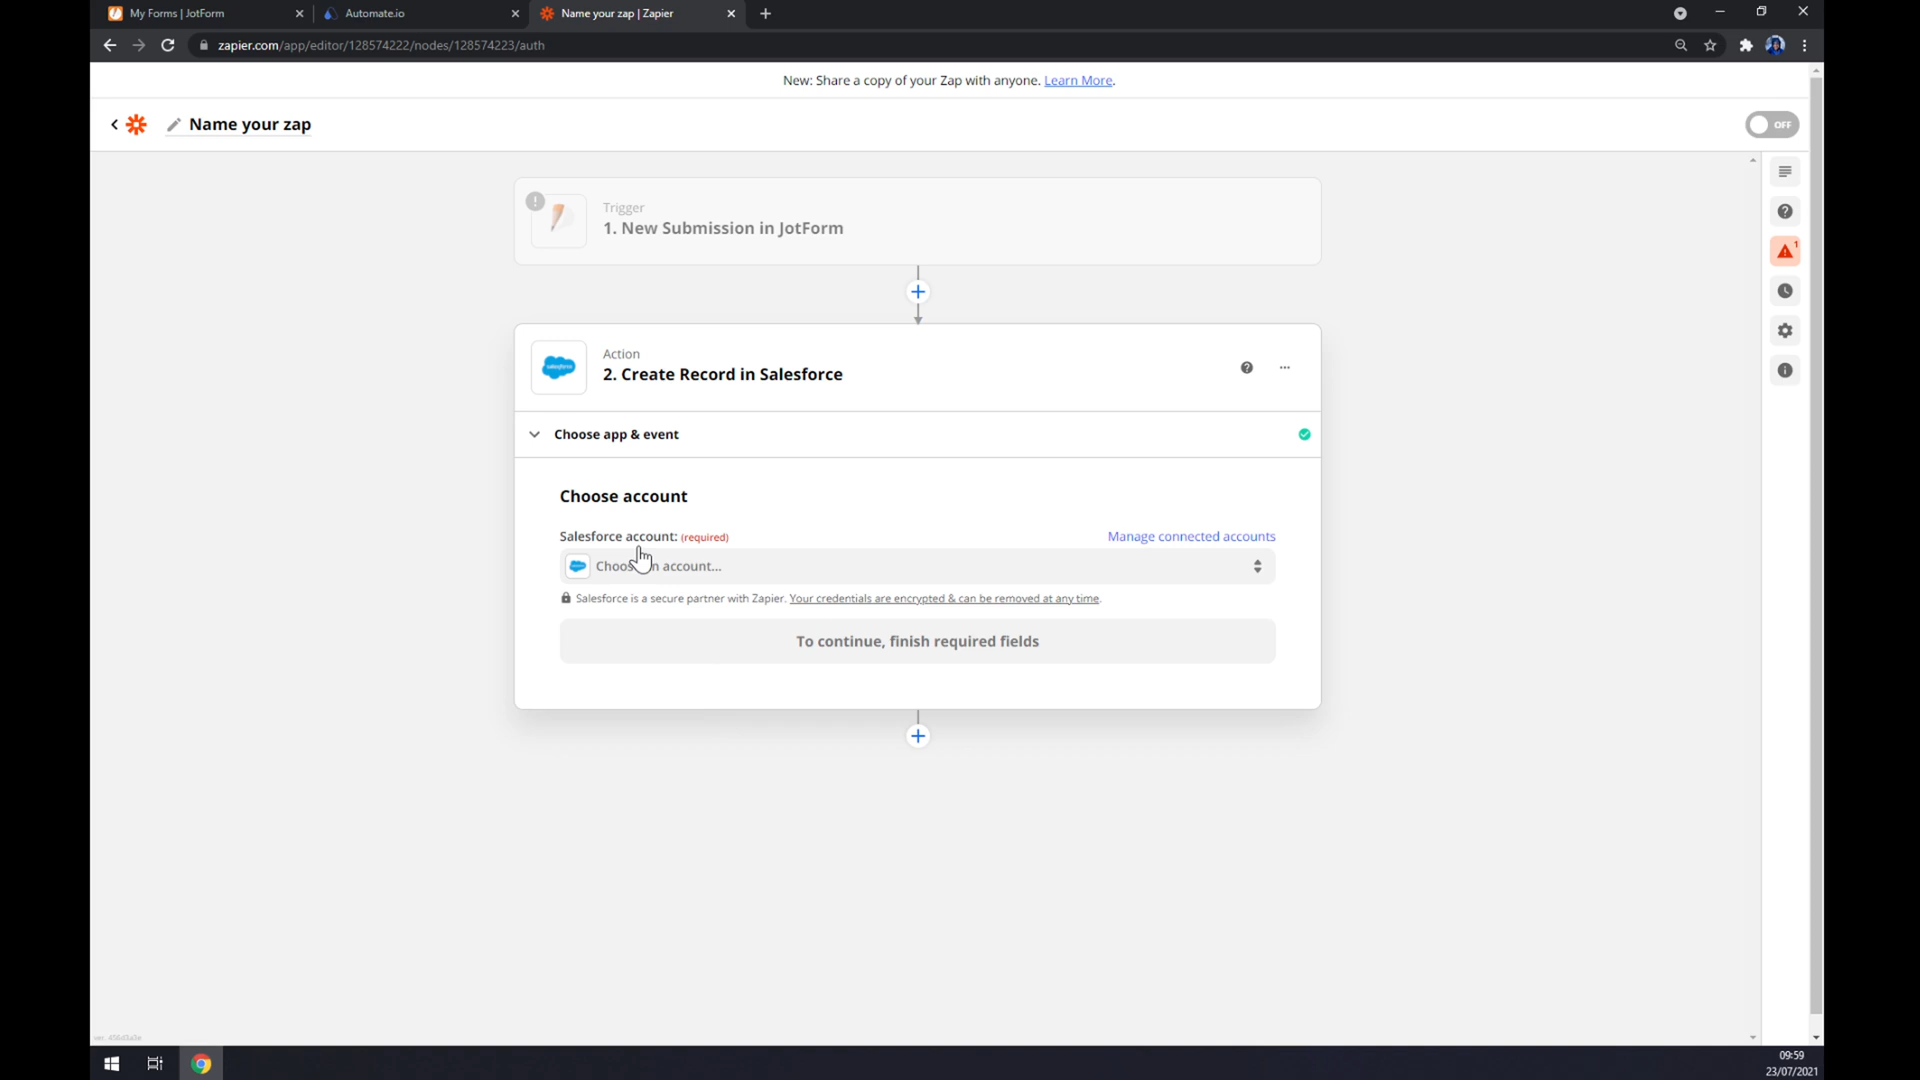 My Forms | JotForm
Automate.io
Name your zap | Zapier
zapier.com/app/editor/128574222/nodes/128574223/auth
New: Share a copy of your Zap with anyone. Learn More.
Name your zap
OFF
Trigger
1. New Submission in JotForm
1
Action
salesforce
2. Create Record in Salesforce
Choose app & event
Choose account
Salesforce account: (required)
Manage connected accounts
account...
Salesforce is a secure partner with Zapier. Your credentials are encrypted & can be removed at any time.
To continue, finish required fields
09:59
23/07/2021